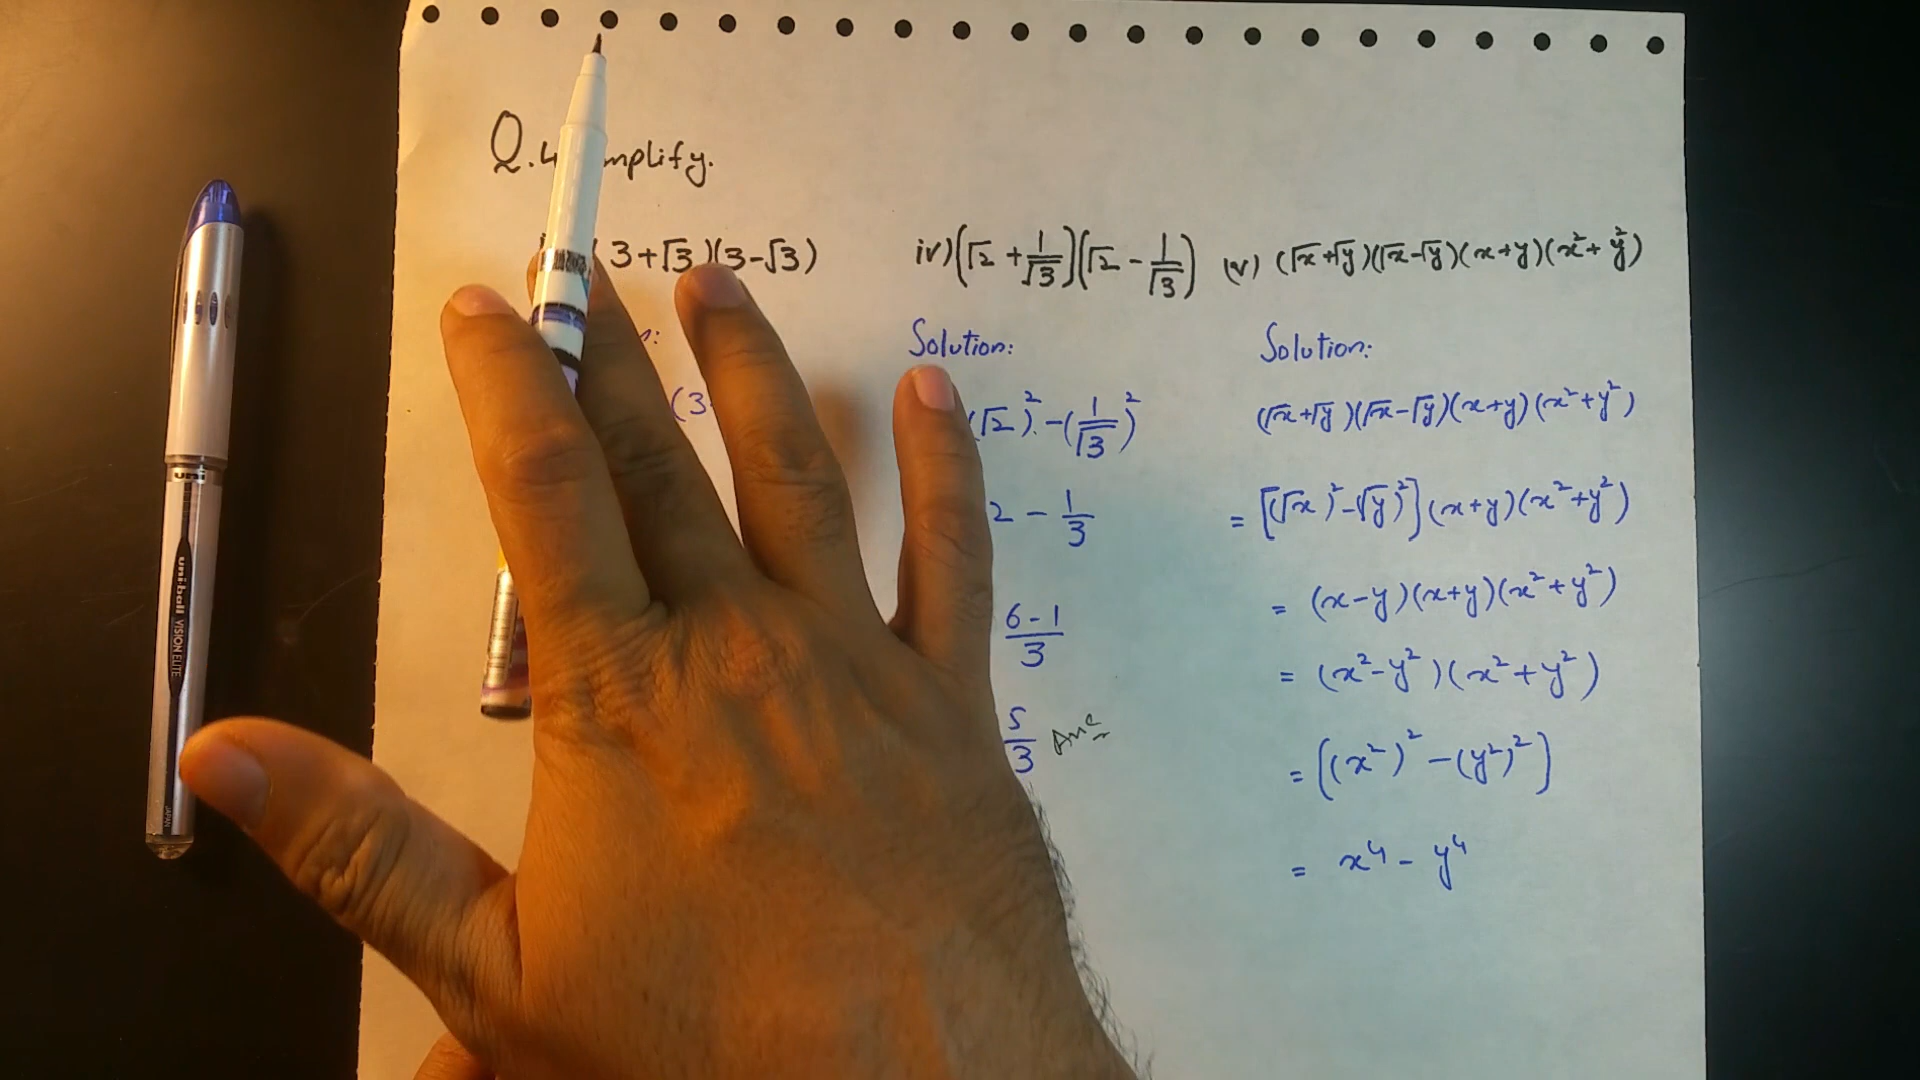 Q.4 mplify.
(3+√3)(3-√3)
iv) (√2 + 1/√3)(√2 - 1/√3)
(v) (√x+√y)(√x-√y)(x+y)(x²+y²)
Solution:
(√2)² - (1/√3)²
2 - 1/3
6-1/3
5/3 Ans
Solution:
(√x+√y)(√x-√y)(x+y)(x²+y²)
= [(√x)²-(√y)²](x+y)(x²+y²)
= (x-y)(x+y)(x²+y²)
= (x²-y²)(x²+y²)
= [(x²)²-(y²)²]
= x⁴ - y⁴
uni
uni-ball VISION ELITE
JAPAN